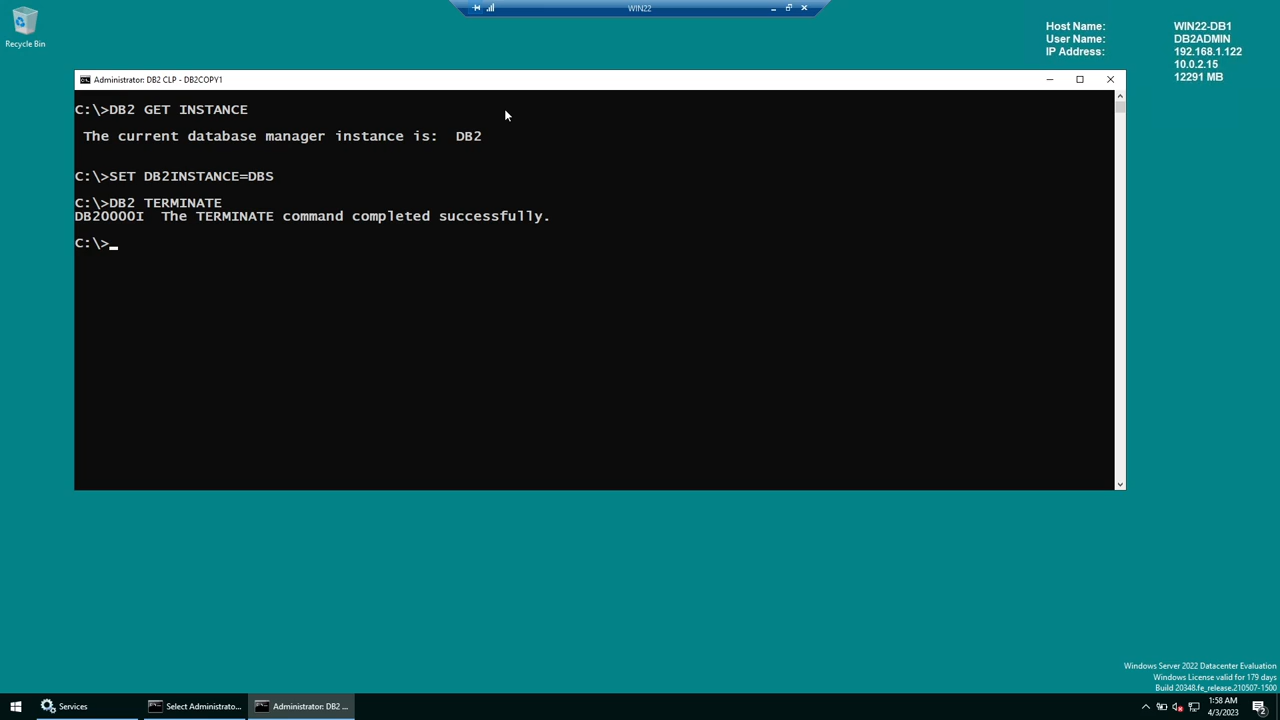 WIN22
Recycle Bin
Host Name: WIN22-DB1
User Name: DB2ADMIN
IP Address: 192.168.1.122
10.0.2.15
12291 MB
Administrator: DB2 CLP - DB2COPY1
C:\>DB2 GET INSTANCE
The current database manager instance is:  DB2
C:\>SET DB2INSTANCE=DBS
C:\>DB2 TERMINATE
DB20000I  The TERMINATE command completed successfully.
C:\>_
Windows Server 2022 Datacenter Evaluation
Windows License valid for 179 days
Build 20348.fe_release.210507-1500
Services
Select Administrato...
Administrator: DB2 ...
1:58 AM
4/3/2023
2